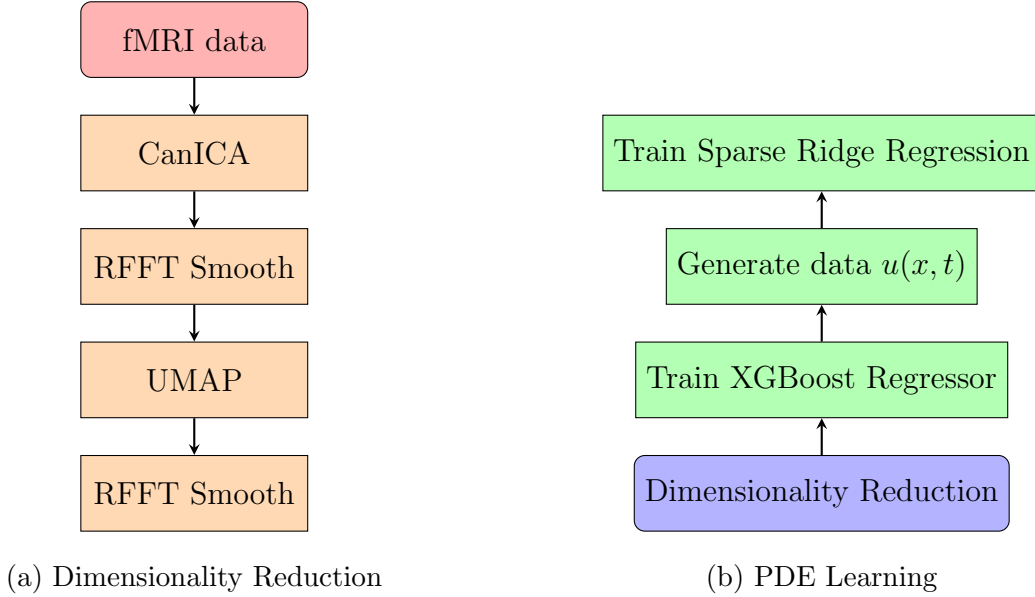 fMRI data
CanICA
RFFT Smooth
UMAP
RFFT Smooth
(a) Dimensionality Reduction
Train Sparse Ridge Regression
Generate data u(x, t)
Train XGBoost Regressor
Dimensionality Reduction
(b) PDE Learning